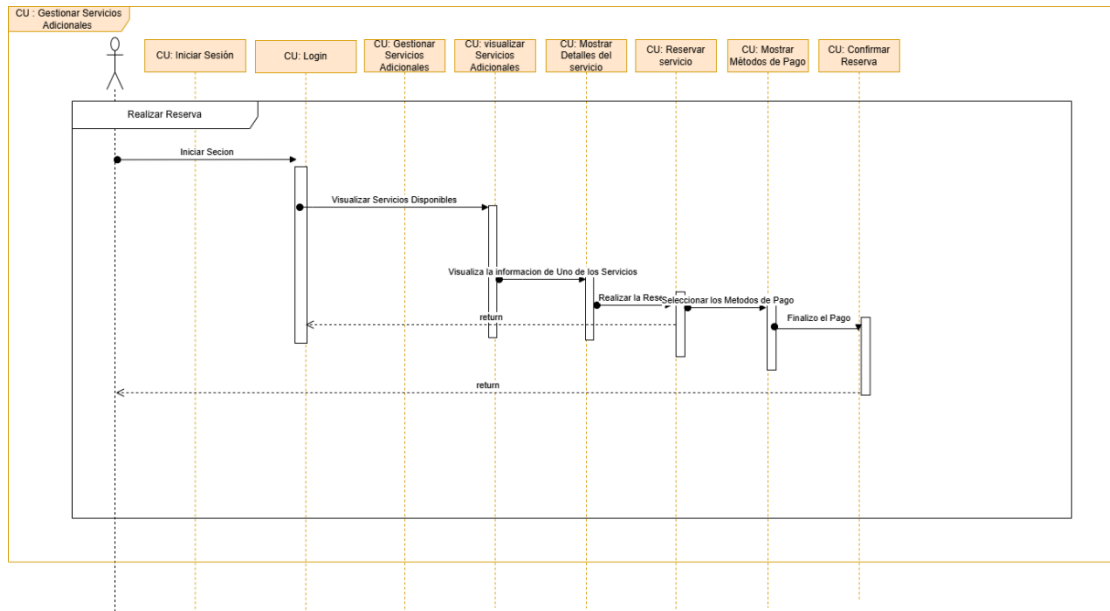 CU : Gestionar Servicios
Adicionales
CU: Iniciar Sesión
CU: Login
CU: Gestionar
Servicios
Adicionales
CU: visualizar
Servicios
Adicionales
CU: Mostrar
Detalles del
servicio
CU: Reservar
servicio
CU: Mostrar
Métodos de Pago
CU: Confirmar
Reserva
Realizar Reserva
Iniciar Secion
Visualizar Servicios Disponibles
Visualiza la informacion de Uno de los Servicios
Realizar la Rese
Seleccionar los Metodos de Pago
return
Finalizo el Pago
return